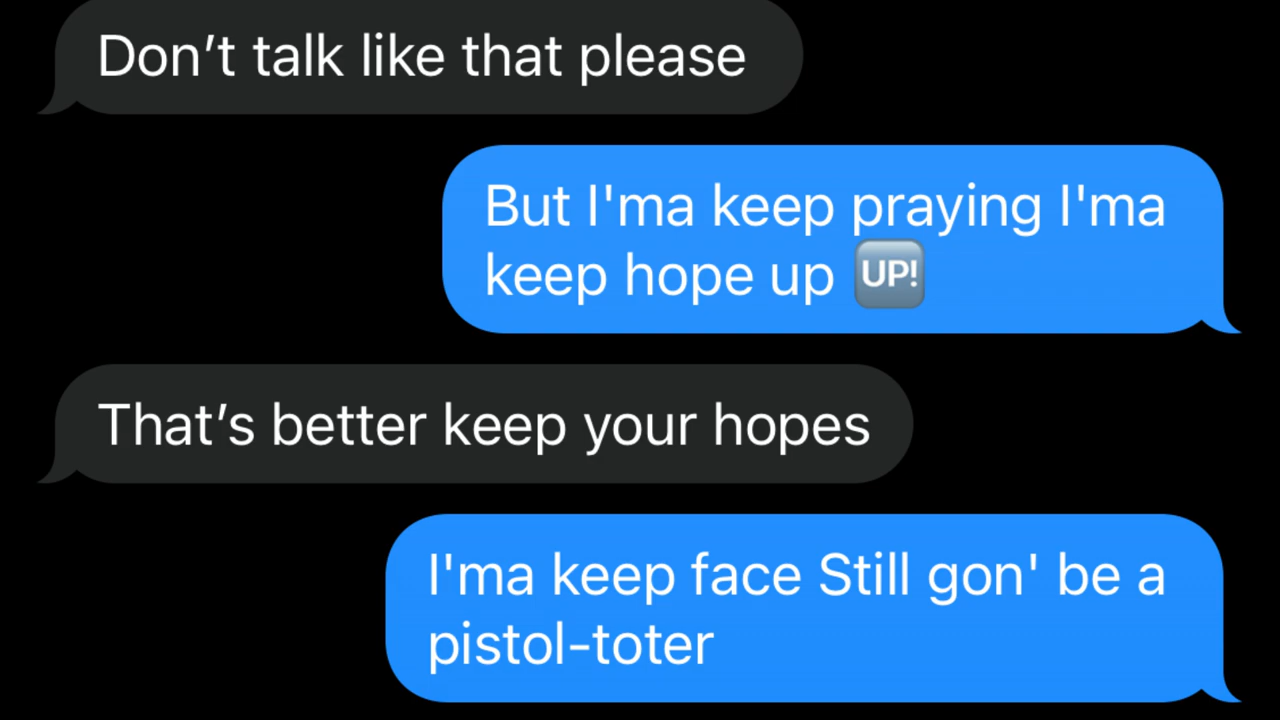 Don’t talk like that please
But I'ma keep praying I'ma
keep hope up 🆙
That’s better keep your hopes
I'ma keep face Still gon' be a
pistol-toter